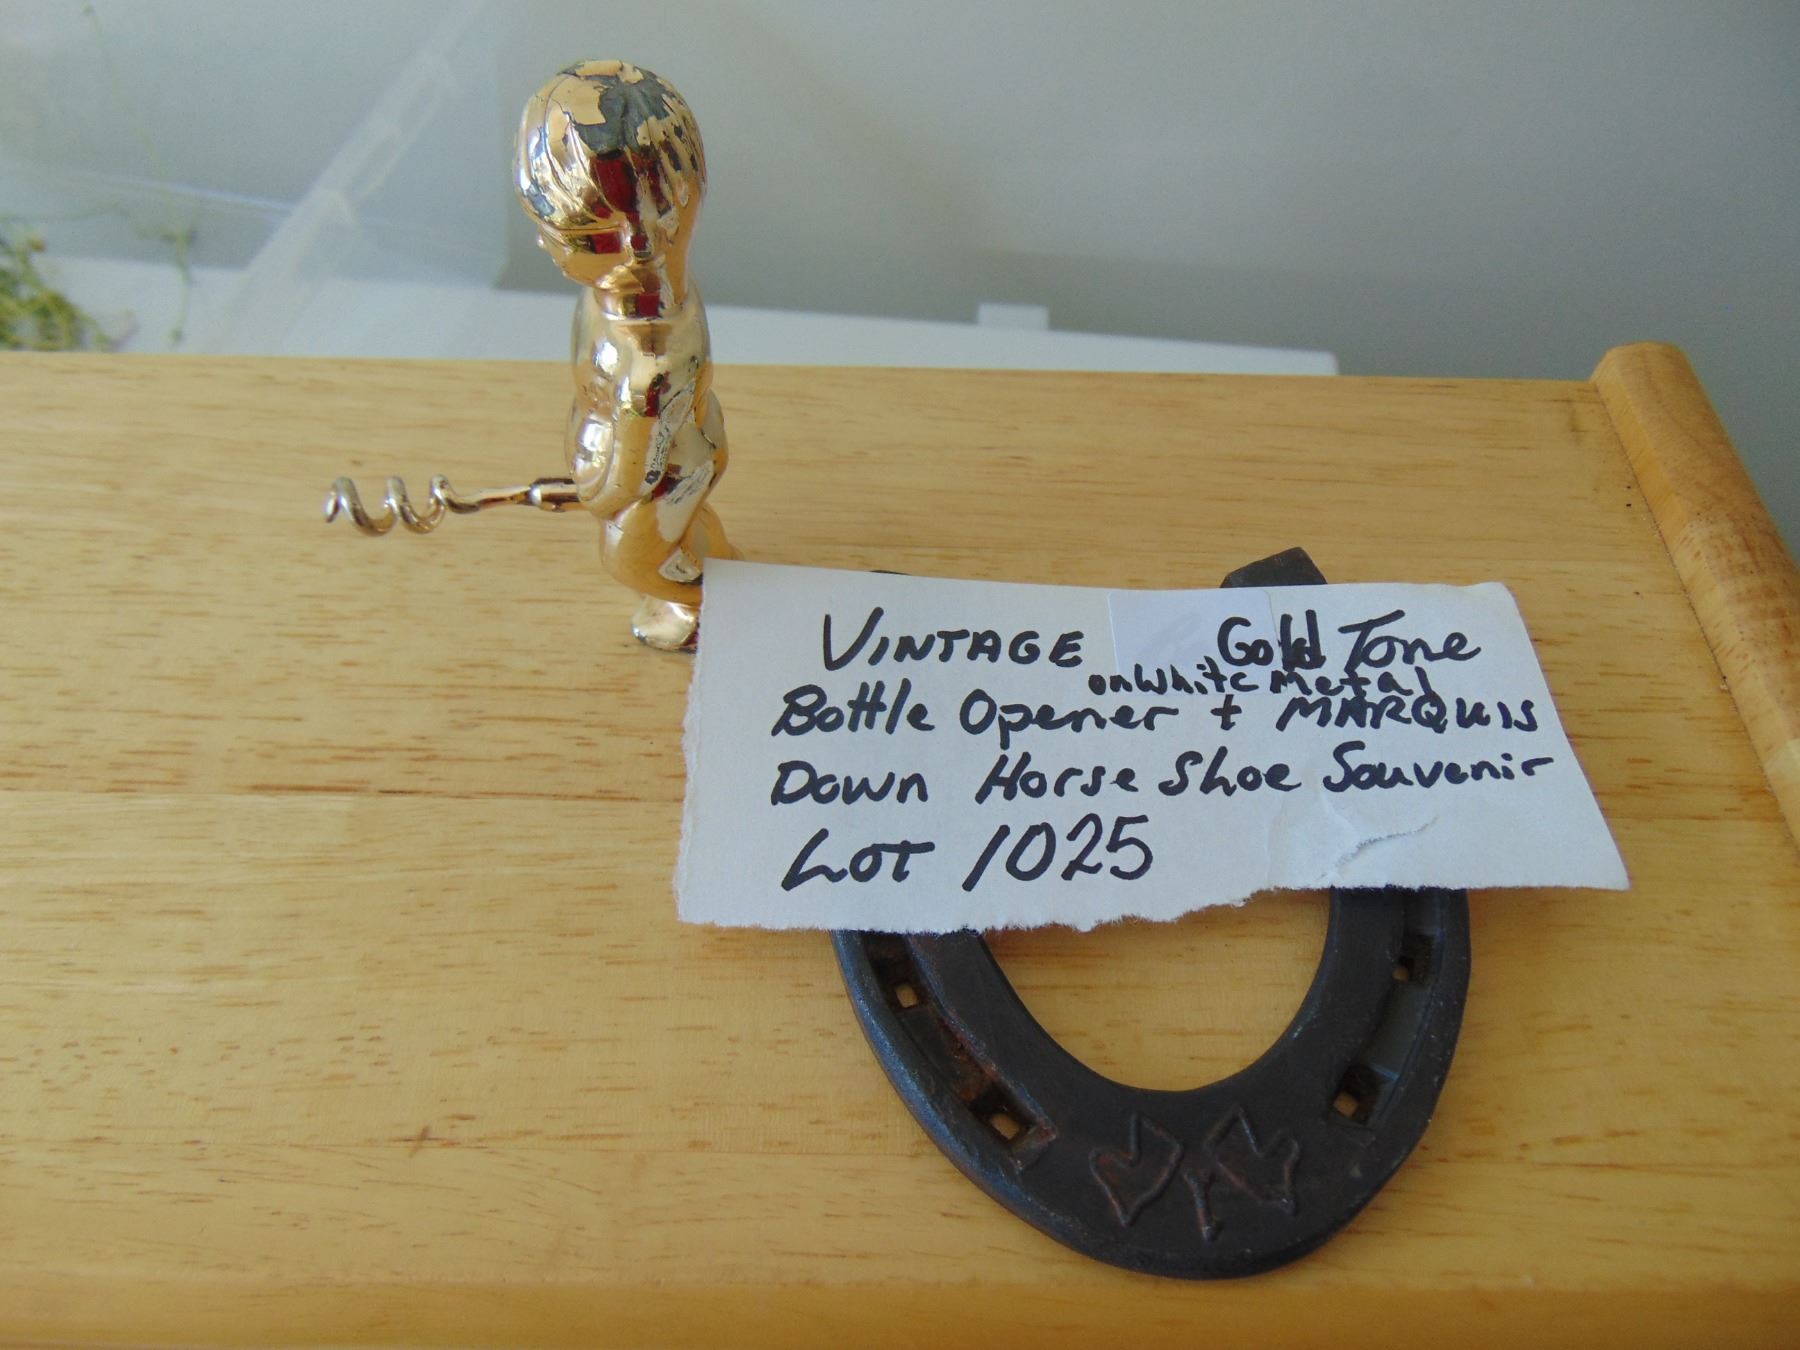 VINTAGE Gold Tone
on White Metal
Bottle Opener + MARQUIS
Down Horse Shoe Souvenir
LOT 1025